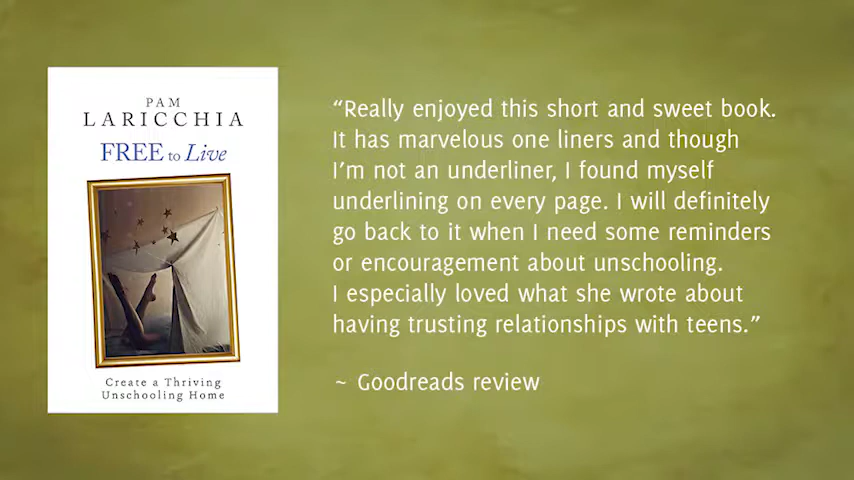 PAM
LARICCHIA
FREE to Live
Create a Thriving
Unschooling Home
“Really enjoyed this short and sweet book.
It has marvelous one liners and though
I’m not an underliner, I found myself
underlining on every page. I will definitely
go back to it when I need some reminders
or encouragement about unschooling.
I especially loved what she wrote about
having trusting relationships with teens.”
~ Goodreads review